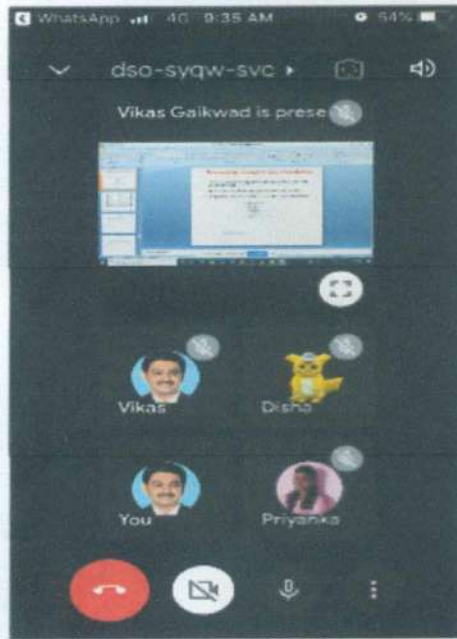 WhatsApp 4G 9:35 AM 54%
dso-syqw-svc
Vikas Gaikwad is prese
Vikas Disha
You Priyanka